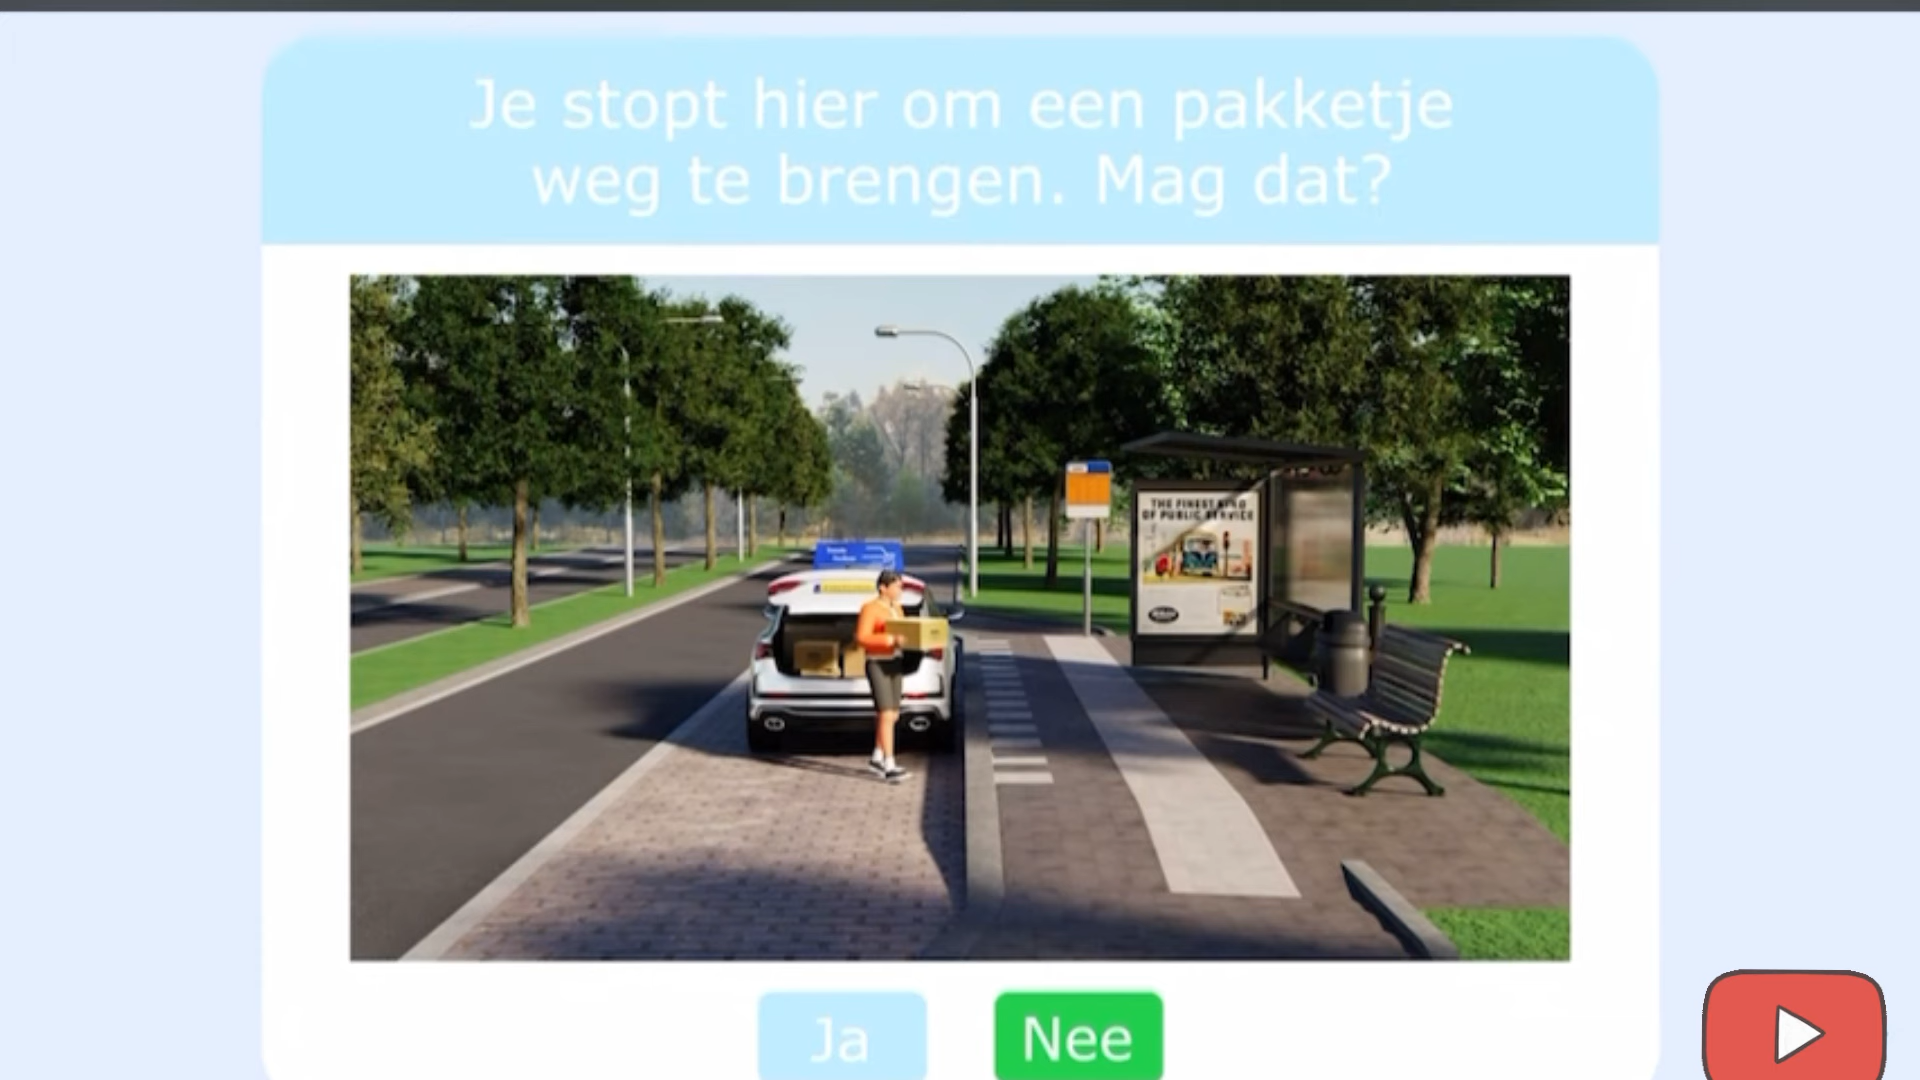 Je stopt hier om een pakketje
weg te brengen. Mag dat?
THE FINEST KIND
OF PUBLIC SERVICE
Ja
Nee